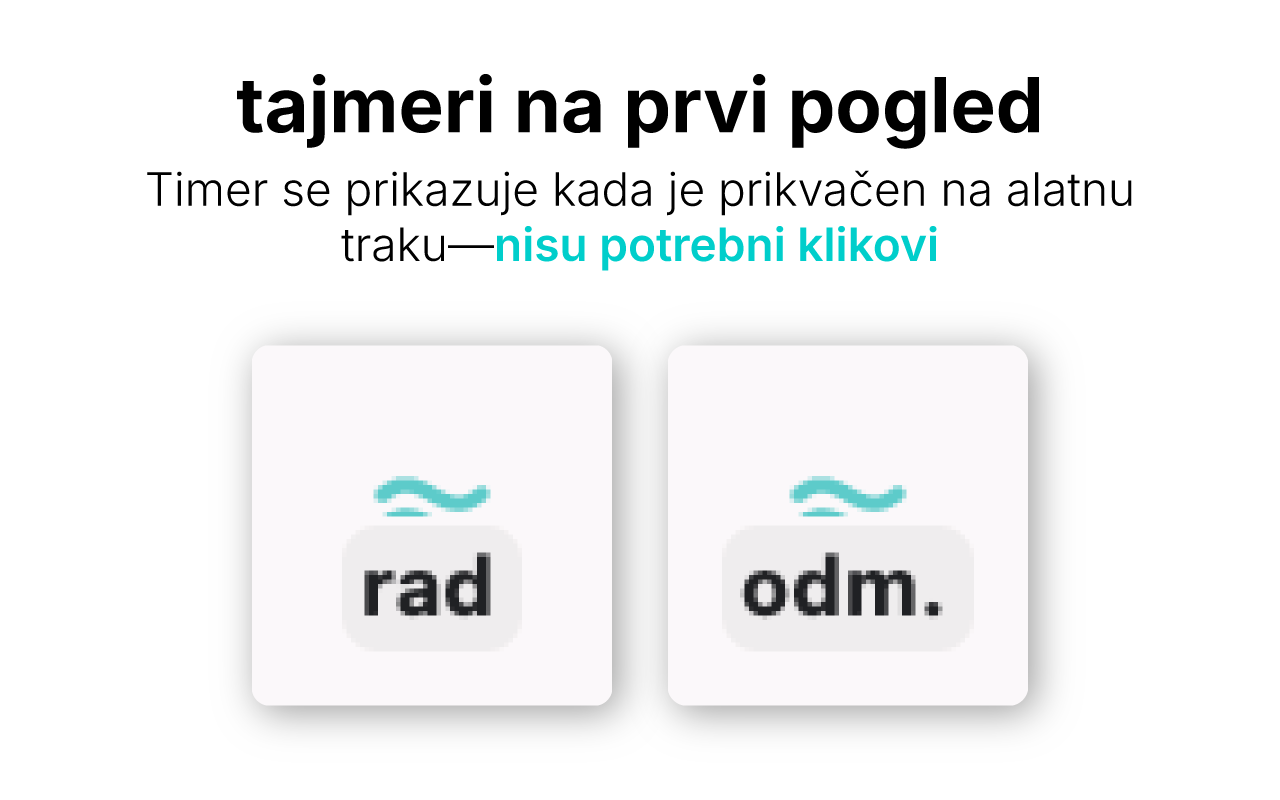 tajmeri na prvi pogled
Timer se prikazuje kada je prikvačen na alatnu
traku—nisu potrebni klikovi
rad
odm.